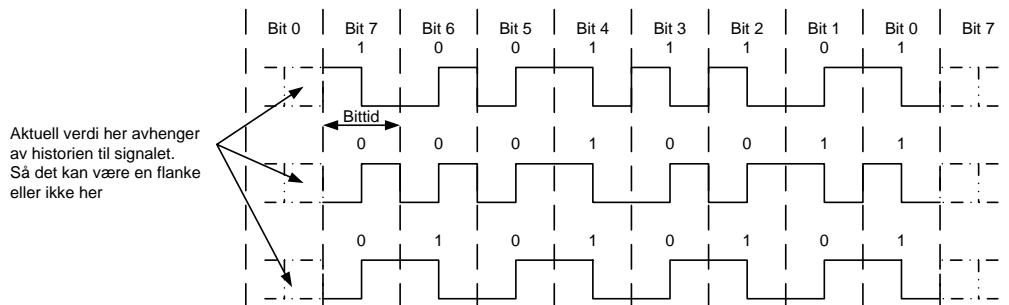 Bit 0 Bit 7 Bit 6 Bit 5 Bit 4 Bit 3 Bit 2 Bit 1 Bit 0 Bit 7
1 0 0 1 1 1 0 1
Bittid
Aktuell verdi her avhenger
av historien til signalet.
Så det kan være en flanke
eller ikke her
0 0 0 1 0 0 1 1
0 1 0 1 0 1 0 1